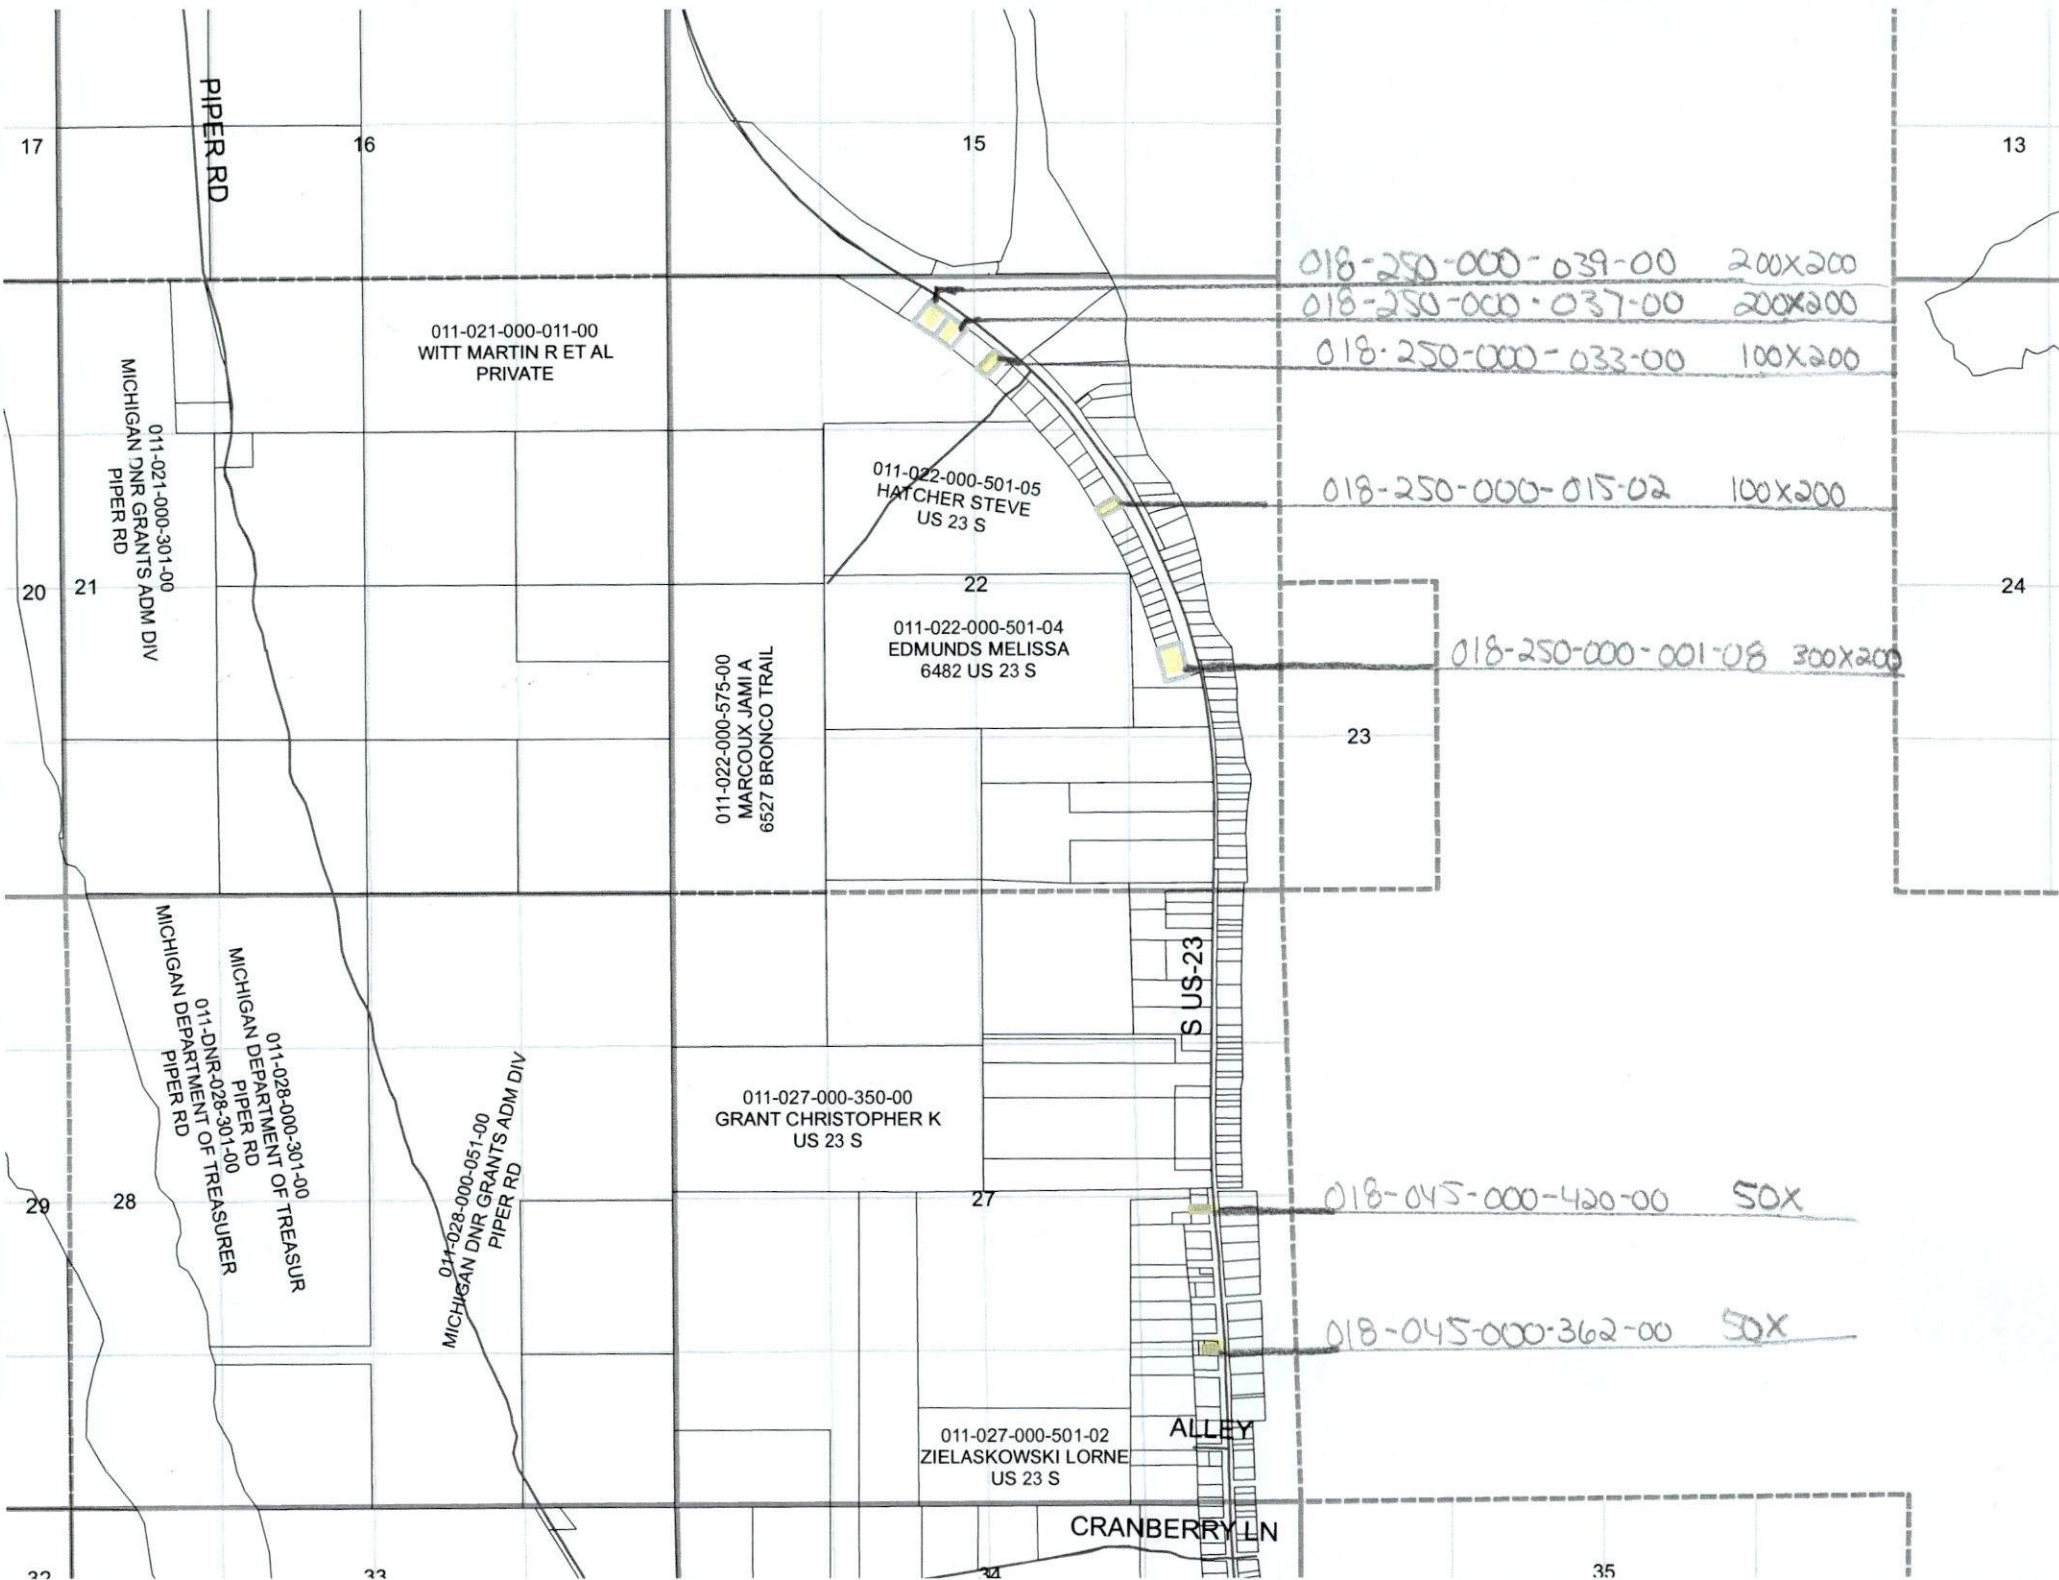 PIPER RD
17
16
15
13
018-250-000-039-00 200X200
018-250-000-037-00 200X200
018-250-000-033-00 100X200
011-021-000-011-00
WITT MARTIN R ET AL
PRIVATE
011-021-000-301-00
MICHIGAN DNR GRANTS ADM DIV
PIPER RD
011-022-000-501-05
HATCHER STEVE
US 23 S
018-250-000-015-02 100X200
20
21
22
24
011-022-000-501-04
EDMUNDS MELISSA
6482 US 23 S
018-250-000-001-08 300X200
011-022-000-575-00
MARCOUX JAMI A
6527 BRONCO TRAIL
23
S US-23
011-028-000-301-00
MICHIGAN DEPARTMENT OF TREASUR
PIPER RD
011-DNR-028-301-00
MICHIGAN DEPARTMENT OF TREASURER
PIPER RD
011-028-000-051-00
MICHIGAN DNR GRANTS ADM DIV
PIPER RD
011-027-000-350-00
GRANT CHRISTOPHER K
US 23 S
29
28
27
018-045-000-420-00 50X
018-045-000-362-00 50X
ALLEY
011-027-000-501-02
ZIELASKOWSKI LORNE
US 23 S
CRANBERRY LN
32
33
34
35